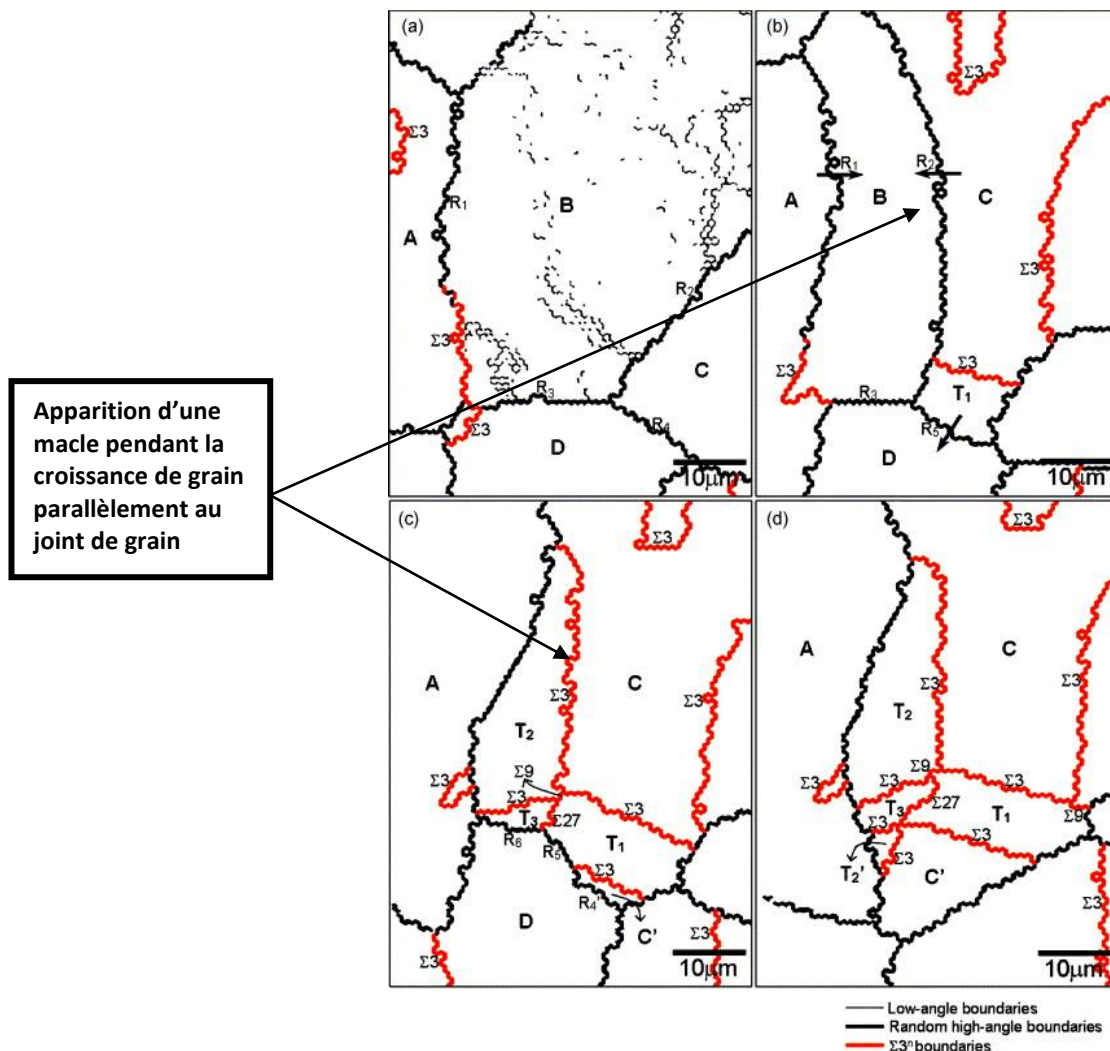 Apparition d'une
macle pendant la
croissance de grain
parallèlement au
joint de grain
(a)
Σ3
R1
B
A
R2
Σ3
C
R3
Σ3
R4
D
10μm
(b)
Σ3
R1
R2
A
B
C
Σ3
Σ3
Σ3
T1
R3
R5
D
10μm
(c)
Σ3
A
C
Σ3
Σ3
T2
Σ9
Σ3
Σ3
Σ3
T3
Σ27
R6
R5
T1
Σ3
R4'
D
C'
Σ3
Σ3
10μm
(d)
Σ3
A
C
Σ3
Σ3
T2
Σ9
Σ3
Σ3
Σ3
T3
Σ27
T1
Σ9
Σ3
Σ3
T2'
Σ3
C'
Σ3
10μm
Low-angle boundaries
Random high-angle boundaries
Σ3ⁿ boundaries